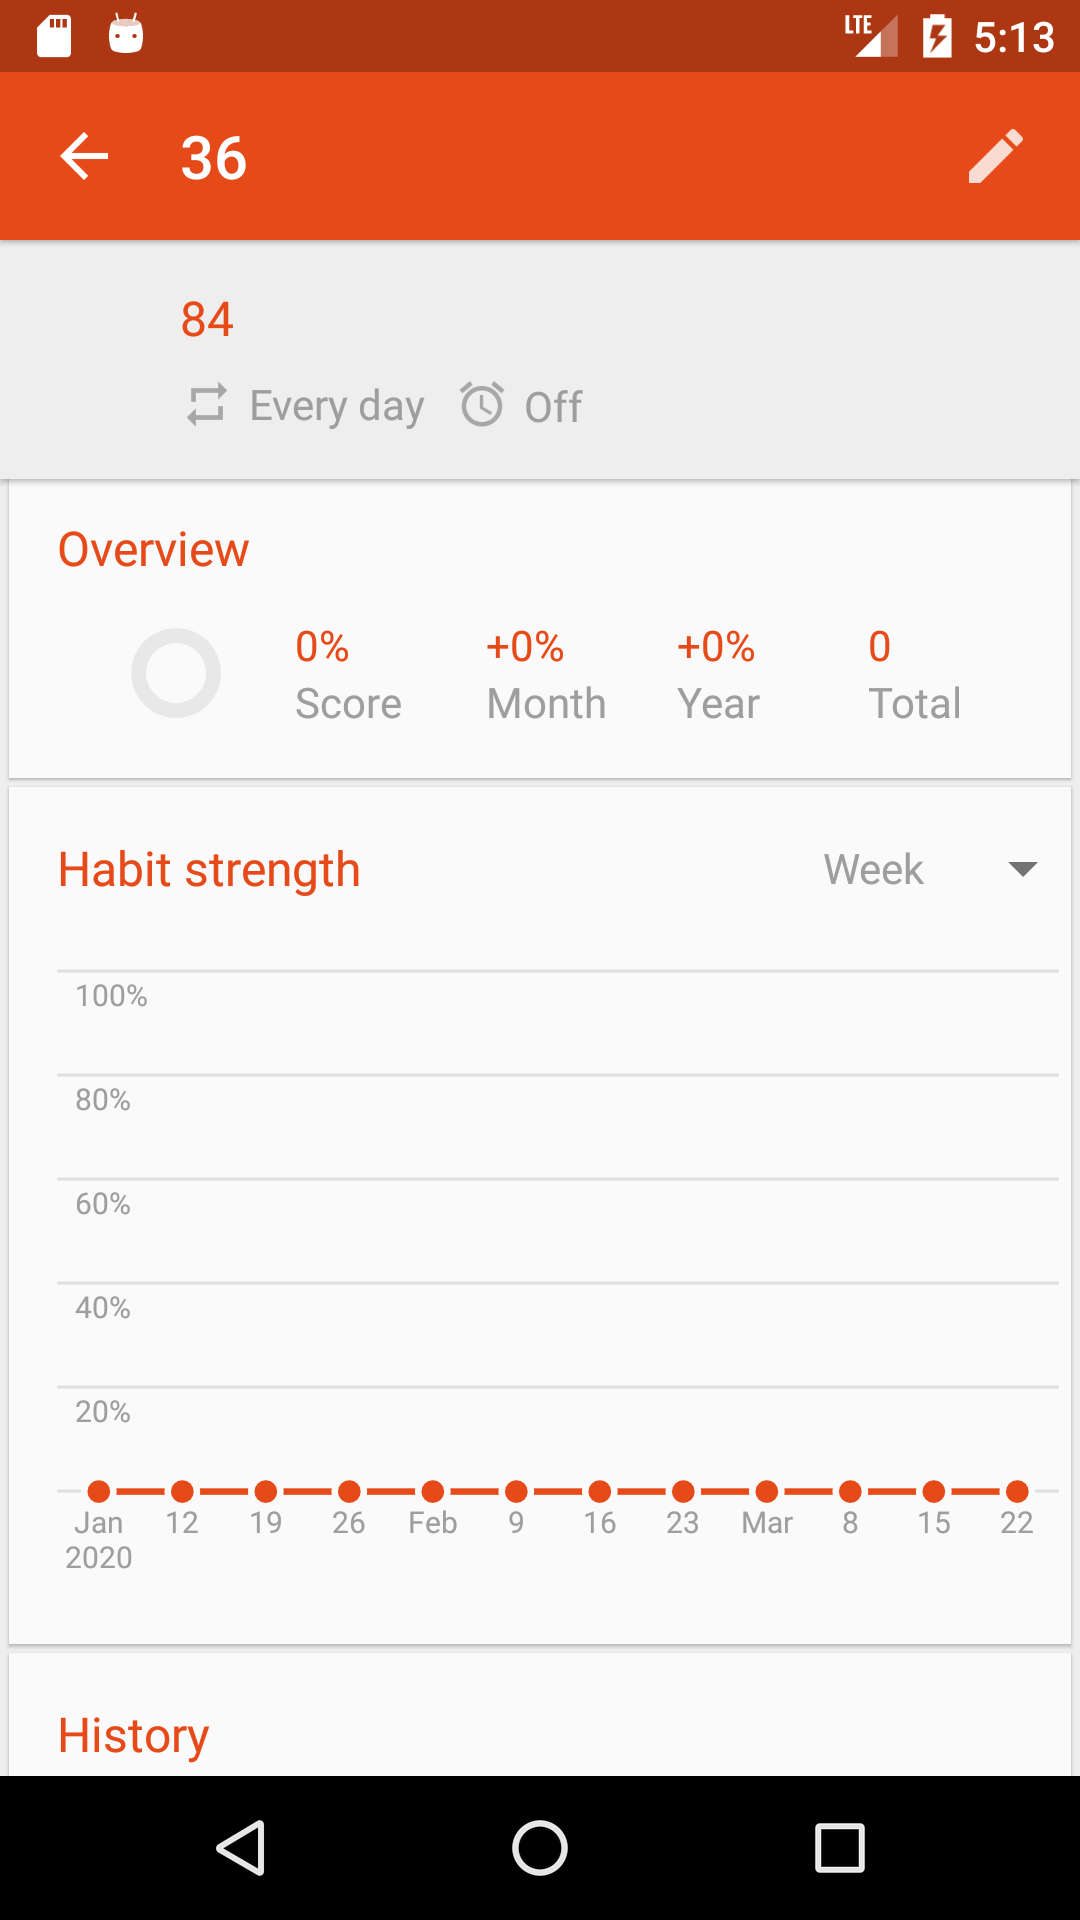 LTE 5:13
36
84
Every day Off
Overview
0% +0% +0% 0
Score Month Year Total
Habit strength Week
100%
80%
60%
40%
20%
Jan 12 19 26 Feb 9 16 23 Mar 8 15 22
2020
History